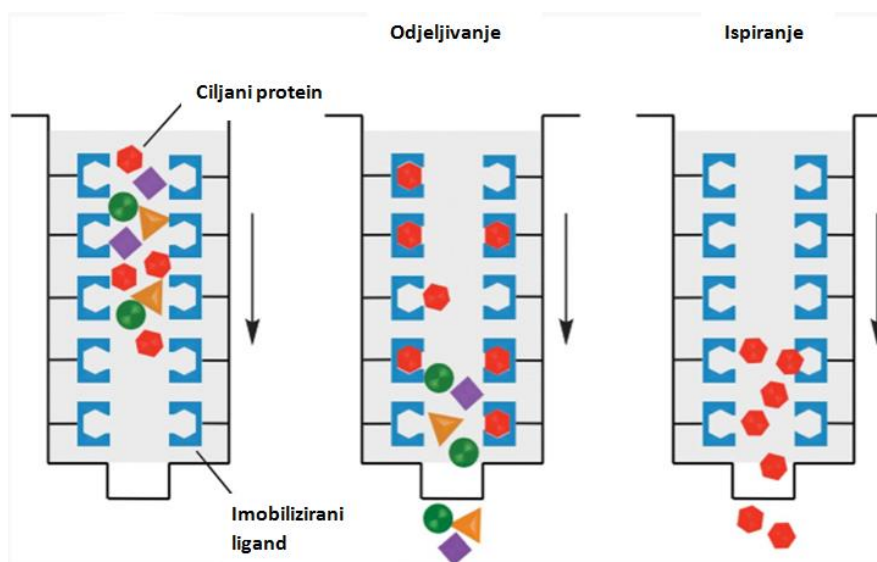 Odjeljivanje
Ispiranje
Ciljani protein
Imobilizirani
ligand